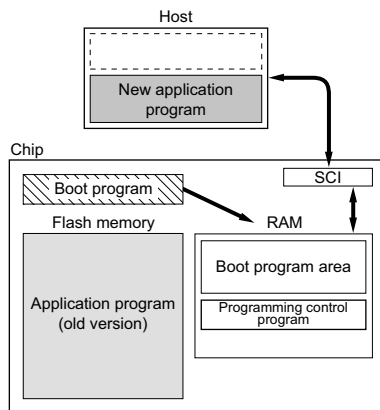 Host
New application
program
Chip
SCI
Boot program
Flash memory
RAM
Boot program area
Application program
(old version)
Programming control
program